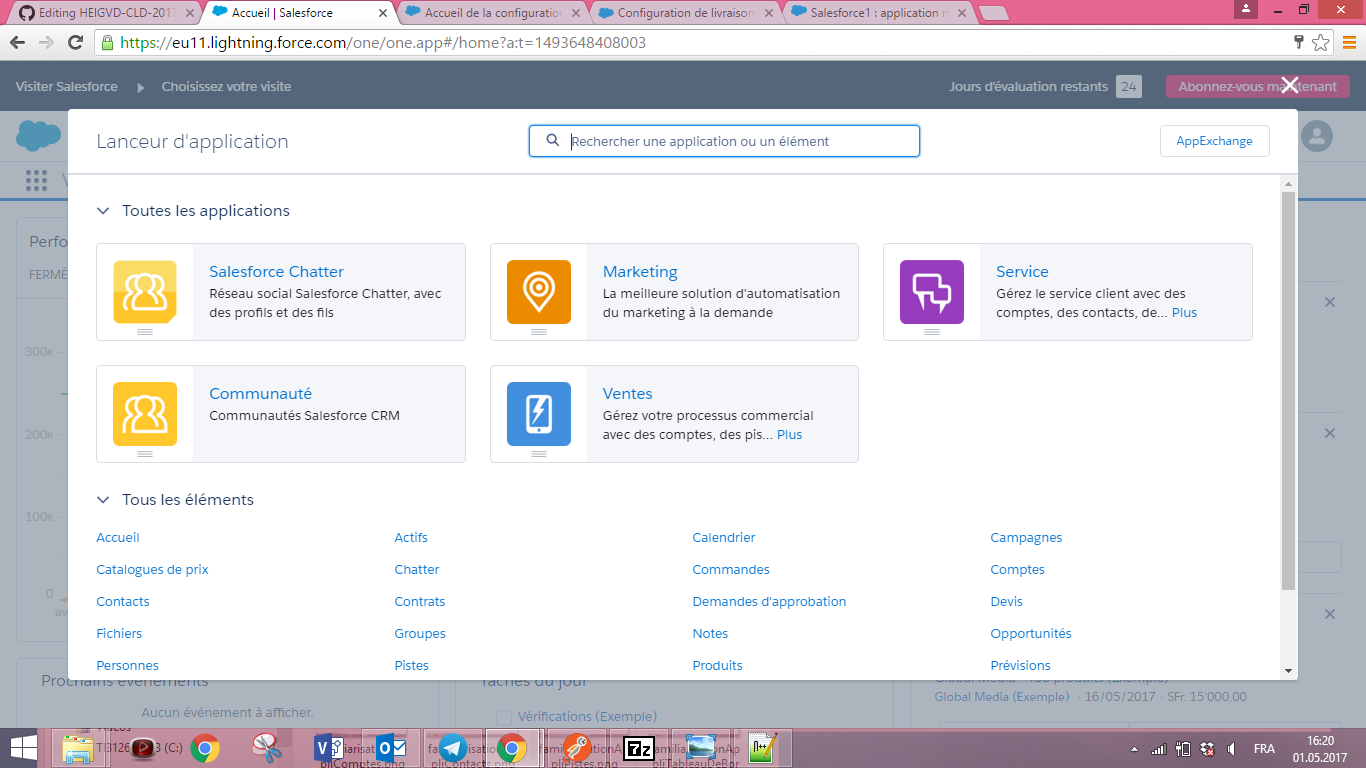 Editing HEIGVD-CLD-2017
Accueil | Salesforce
Accueil de la configuration
Configuration de livraison
Salesforce1 : application m
https://eu11.lightning.force.com/one/one.app#/home?a:t=1493648408003
Visiter Salesforce
Choisissez votre visite
Jours d'évaluation restants 24
Abonnez-vous maintenant
Lanceur d'application
Rechercher une application ou un élément
AppExchange
Toutes les applications
Perfo
FERMÉ
300K
200K
100K
0
av
Salesforce Chatter
Réseau social Salesforce Chatter, avec
des profils et des fils
Marketing
La meilleure solution d'automatisation
du marketing à la demande
Service
Gérez le service client avec des
comptes, des contacts, de... Plus
Communauté
Communautés Salesforce CRM
Ventes
Gérez votre processus commercial
avec des comptes, des pis... Plus
Tous les éléments
Accueil
Actifs
Calendrier
Campagnes
Catalogues de prix
Chatter
Commandes
Comptes
Contacts
Contrats
Demandes d'approbation
Devis
Fichiers
Groupes
Notes
Opportunités
Personnes
Pistes
Produits
Prévisions
Prochains événements
Aucun événement à afficher.
Tâches du jour
Vérifications (Exemple)
Global Media (Exemple) · 16/05/2017 · SFr. 15'000.00
FRA
16:20
01.05.2017